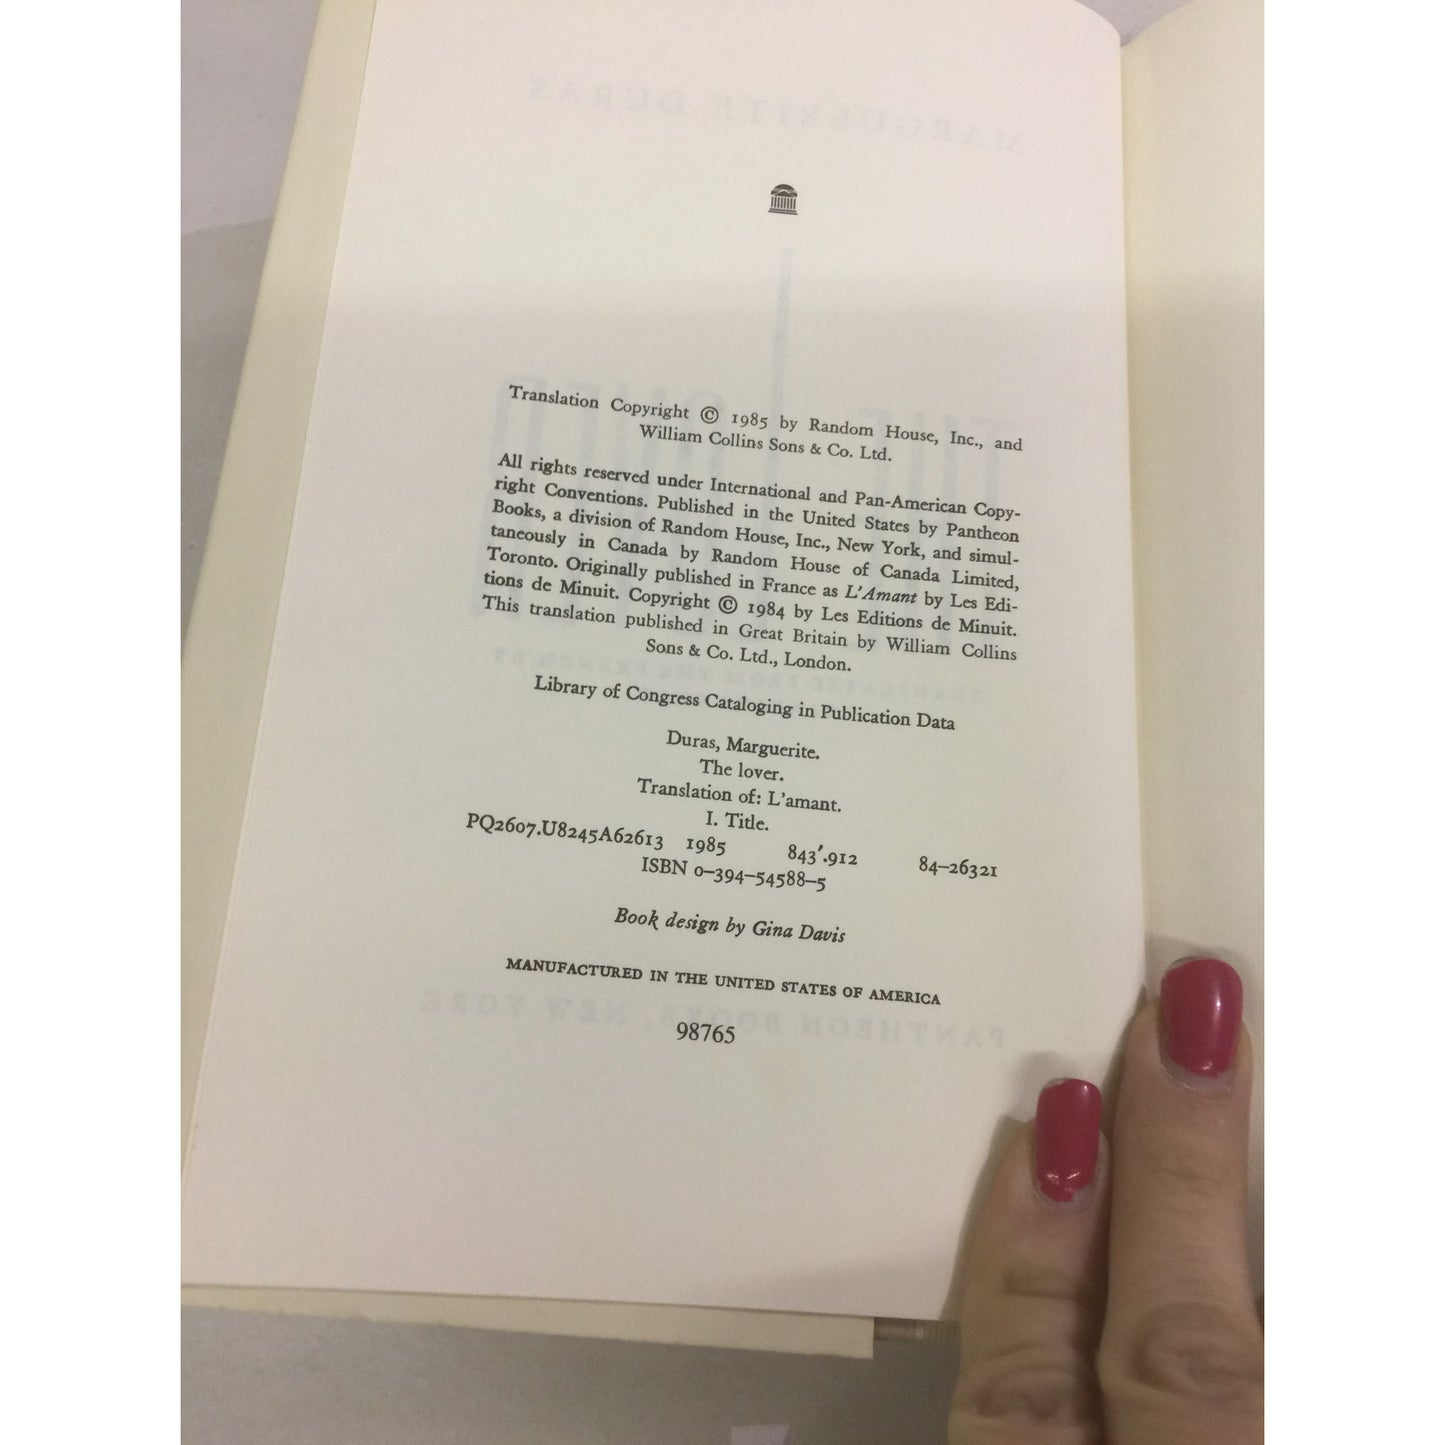 MARGUERITE DURAS
Translation Copyright © 1985 by Random House, Inc., and
William Collins Sons & Co. Ltd.
All rights reserved under International and Pan-American Copy-
right Conventions. Published in the United States by Pantheon
Books, a division of Random House, Inc., New York, and simul-
taneously in Canada by Random House of Canada Limited,
Toronto. Originally published in France as L'Amant by Les Edi-
tions de Minuit. Copyright © 1984 by Les Editions de Minuit.
This translation published in Great Britain by William Collins
Sons & Co. Ltd., London.
Library of Congress Cataloging in Publication Data
Duras, Marguerite.
The lover.
Translation of: L'amant.
I. Title.
PQ2607.U8245A62613 1985 843'.912 84–26321
ISBN 0–394–54588–5
Book design by Gina Davis
MANUFACTURED IN THE UNITED STATES OF AMERICA
98765
PANTHEON BOOKS, NEW YORK